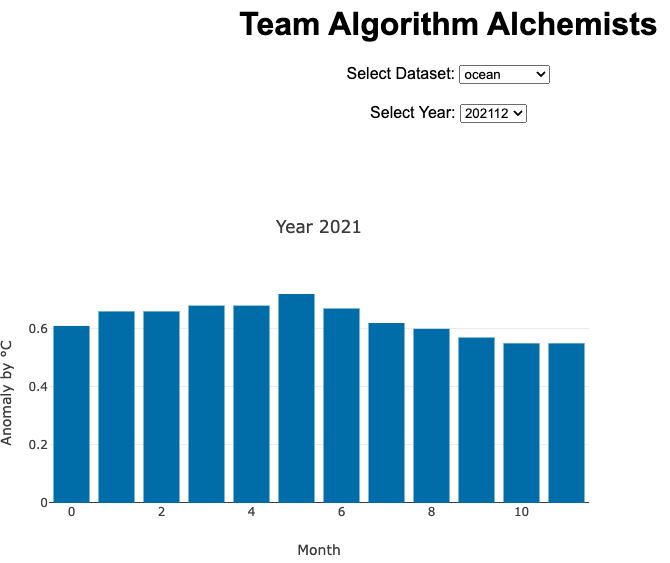 Team Algorithm Alchemists
Select Dataset: ocean
Select Year: 202112
Year 2021
0.6
0.4
0.2
0
Anomaly by °C
0 2 4 6 8 10
Month